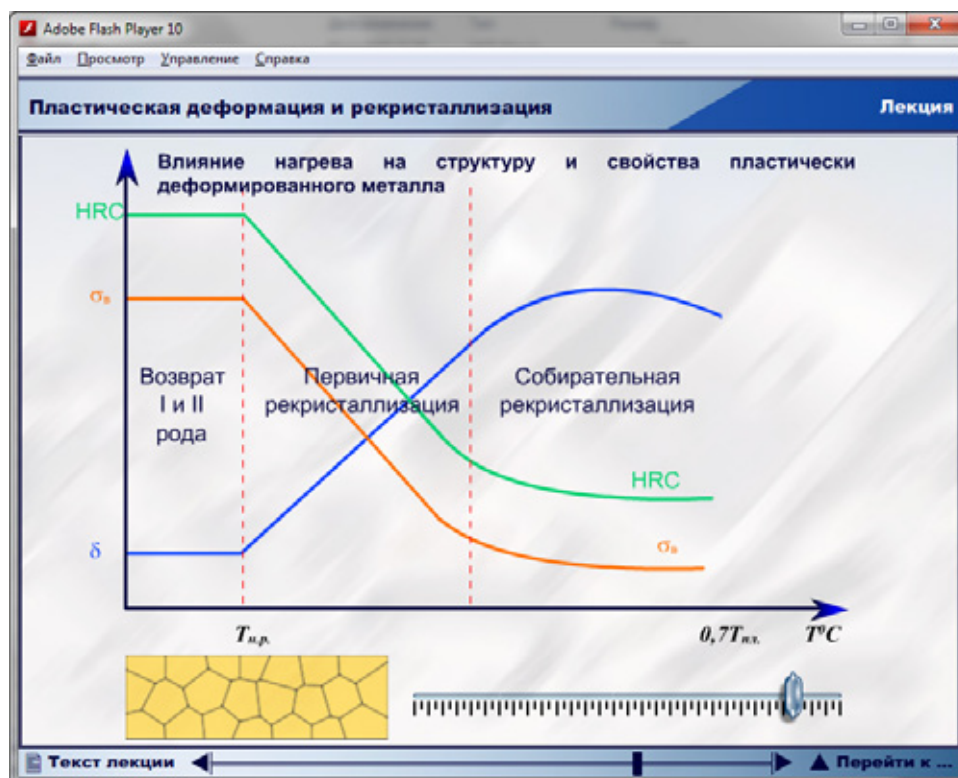 Adobe Flash Player 10
Файл Просмотр Управление Справка
Пластическая деформация и рекристаллизация Лекция
Влияние нагрева на структуру и свойства пластически
деформированного металла
HRC
σв
Возврат
I и II
рода
Первичная
рекристаллизация
Собирательная
рекристаллизация
HRC
δ
σв
Тн.р. 0,7Тпл. T⁰C
Текст лекции Перейти к ...